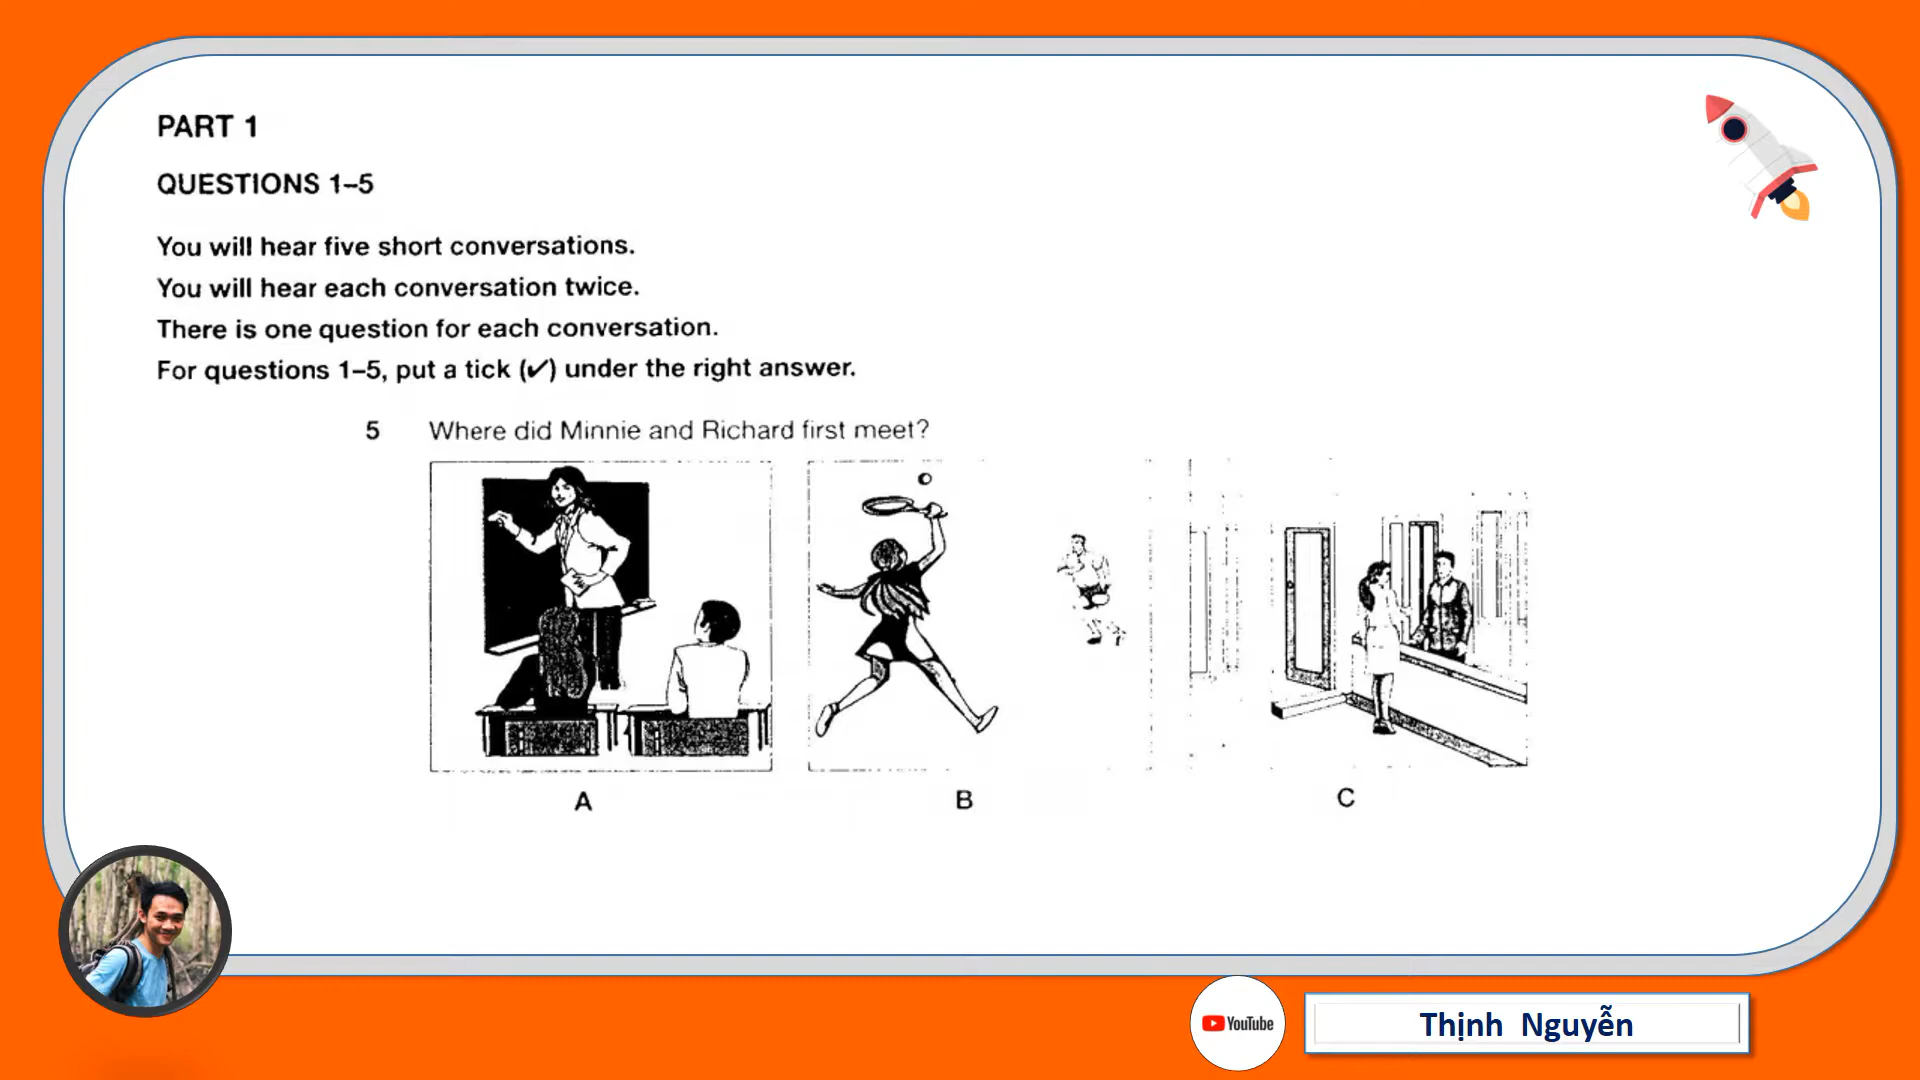 PART 1
QUESTIONS 1–5
You will hear five short conversations.
You will hear each conversation twice.
There is one question for each conversation.
For questions 1–5, put a tick (✔) under the right answer.
5 Where did Minnie and Richard first meet?
A B C
YouTube
Thịnh Nguyễn